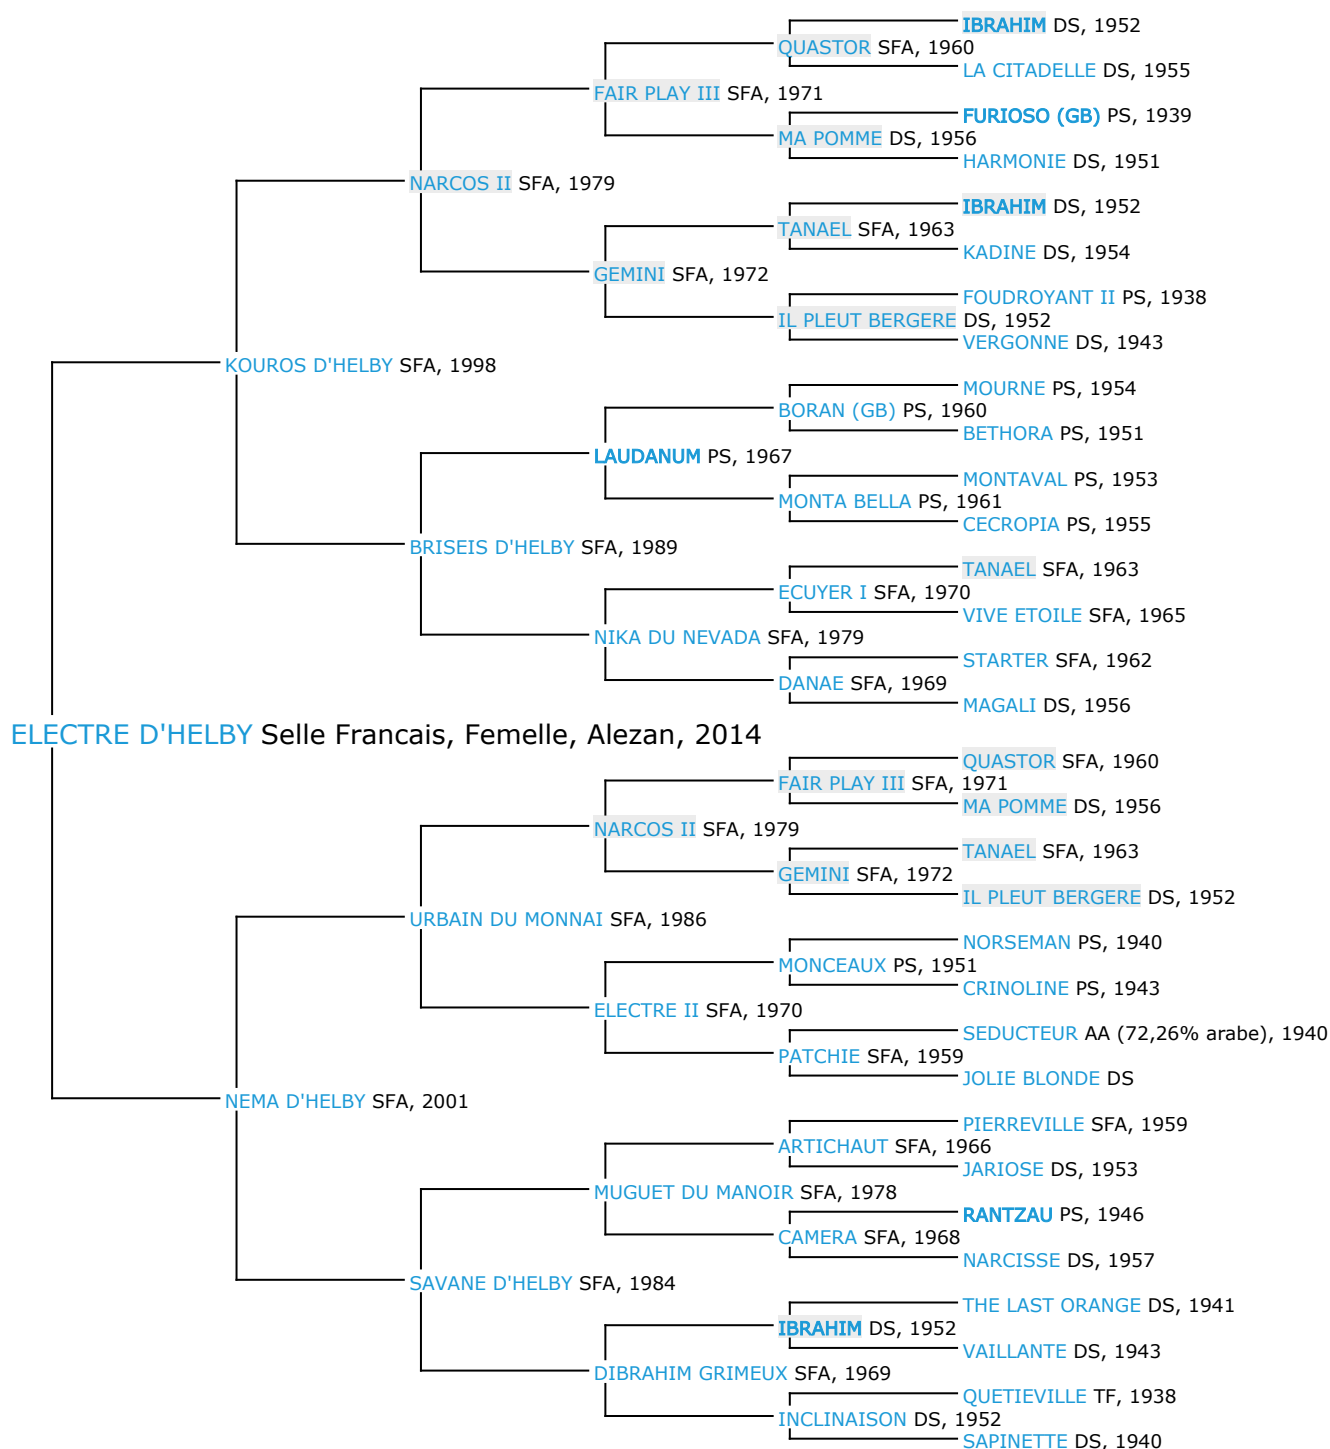 IBRAHIM DS, 1952
QUASTOR SFA, 1960
LA CITADELLE DS, 1955
FAIR PLAY III SFA, 1971
FURIOSO (GB) PS, 1939
MA POMME DS, 1956
HARMONIE DS, 1951
NARCOS II SFA, 1979
IBRAHIM DS, 1952
TANAEL SFA, 1963
KADINE DS, 1954
GEMINI SFA, 1972
FOUDROYANT II PS, 1938
IL PLEUT BERGERE DS, 1952
VERGONNE DS, 1943
KOUROS D'HELBY SFA, 1998
MOURNE PS, 1954
BORAN (GB) PS, 1960
BETHORA PS, 1951
LAUDANUM PS, 1967
MONTAVAL PS, 1953
MONTA BELLA PS, 1961
CECROPIA PS, 1955
BRISEIS D'HELBY SFA, 1989
TANAEL SFA, 1963
ECUYER I SFA, 1970
VIVE ETOILE SFA, 1965
NIKA DU NEVADA SFA, 1979
STARTER SFA, 1962
DANAE SFA, 1969
MAGALI DS, 1956
ELECTRE D'HELBY Selle Francais, Femelle, Alezan, 2014
QUASTOR SFA, 1960
FAIR PLAY III SFA, 1971
MA POMME DS, 1956
NARCOS II SFA, 1979
TANAEL SFA, 1963
GEMINI SFA, 1972
IL PLEUT BERGERE DS, 1952
URBAIN DU MONNAI SFA, 1986
NORSEMAN PS, 1940
MONCEAUX PS, 1951
CRINOLINE PS, 1943
ELECTRE II SFA, 1970
SEDUCTEUR AA (72,26% arabe), 1940
PATCHIE SFA, 1959
JOLIE BLONDE DS
NEMA D'HELBY SFA, 2001
PIERREVILLE SFA, 1959
ARTICHAUT SFA, 1966
JARIOSE DS, 1953
MUGUET DU MANOIR SFA, 1978
RANTZAU PS, 1946
CAMERA SFA, 1968
NARCISSE DS, 1957
SAVANE D'HELBY SFA, 1984
THE LAST ORANGE DS, 1941
IBRAHIM DS, 1952
VAILLANTE DS, 1943
DIBRAHIM GRIMEUX SFA, 1969
QUETIEVILLE TF, 1938
INCLINAISON DS, 1952
SAPINETTE DS, 1940